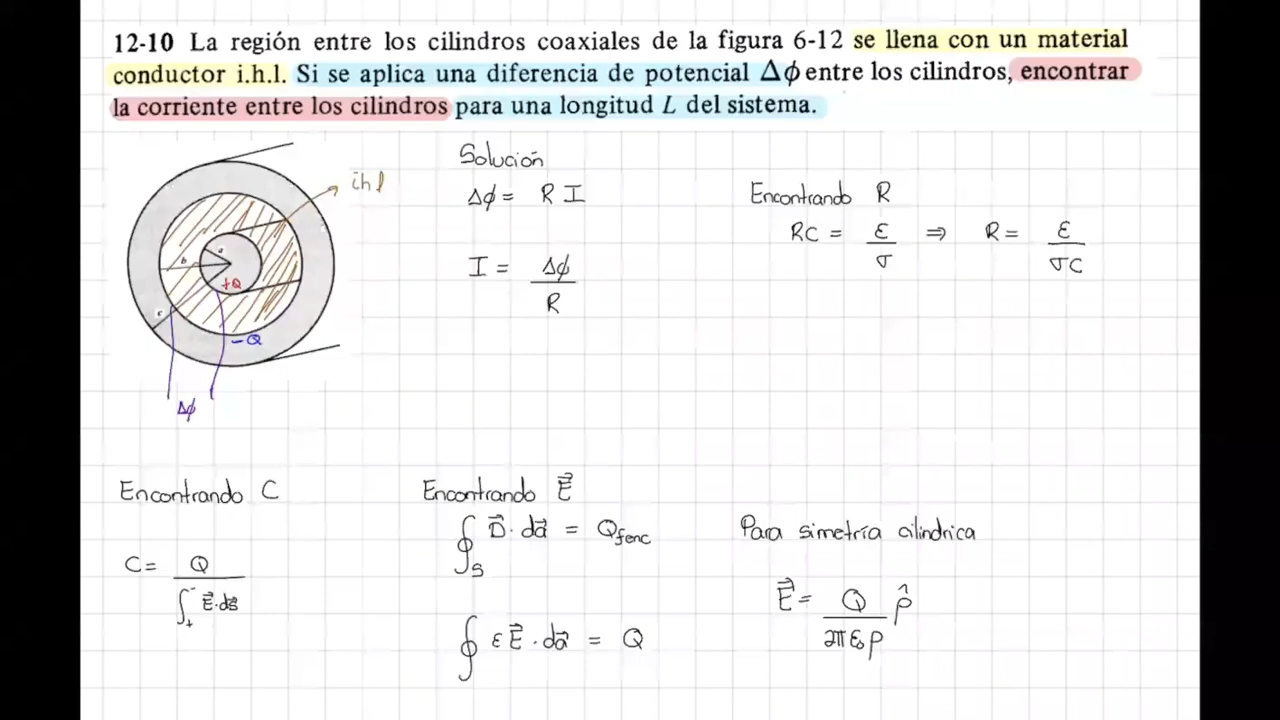 12-10 La región entre los cilindros coaxiales de la figura 6-12 se llena con un material
conductor i.h.l. Si se aplica una diferencia de potencial Δϕ entre los cilindros, encontrar
la corriente entre los cilindros para una longitud L del sistema.
ihl
a
b
c
+Q
-Q
Δϕ
Solución
Δϕ = R I
I = Δϕ / R
Encontrando R
RC = ε / σ ⇒ R = ε / σC
Encontrando C
C = Q / ∫₊⁻ E⃗·ds⃗
Encontrando E⃗
∮_S D⃗·da⃗ = Q_fenc
∮ εE⃗·da⃗ = Q
Para simetría cilíndrica
E⃗ = Q / 2πε₀ρ ρ̂